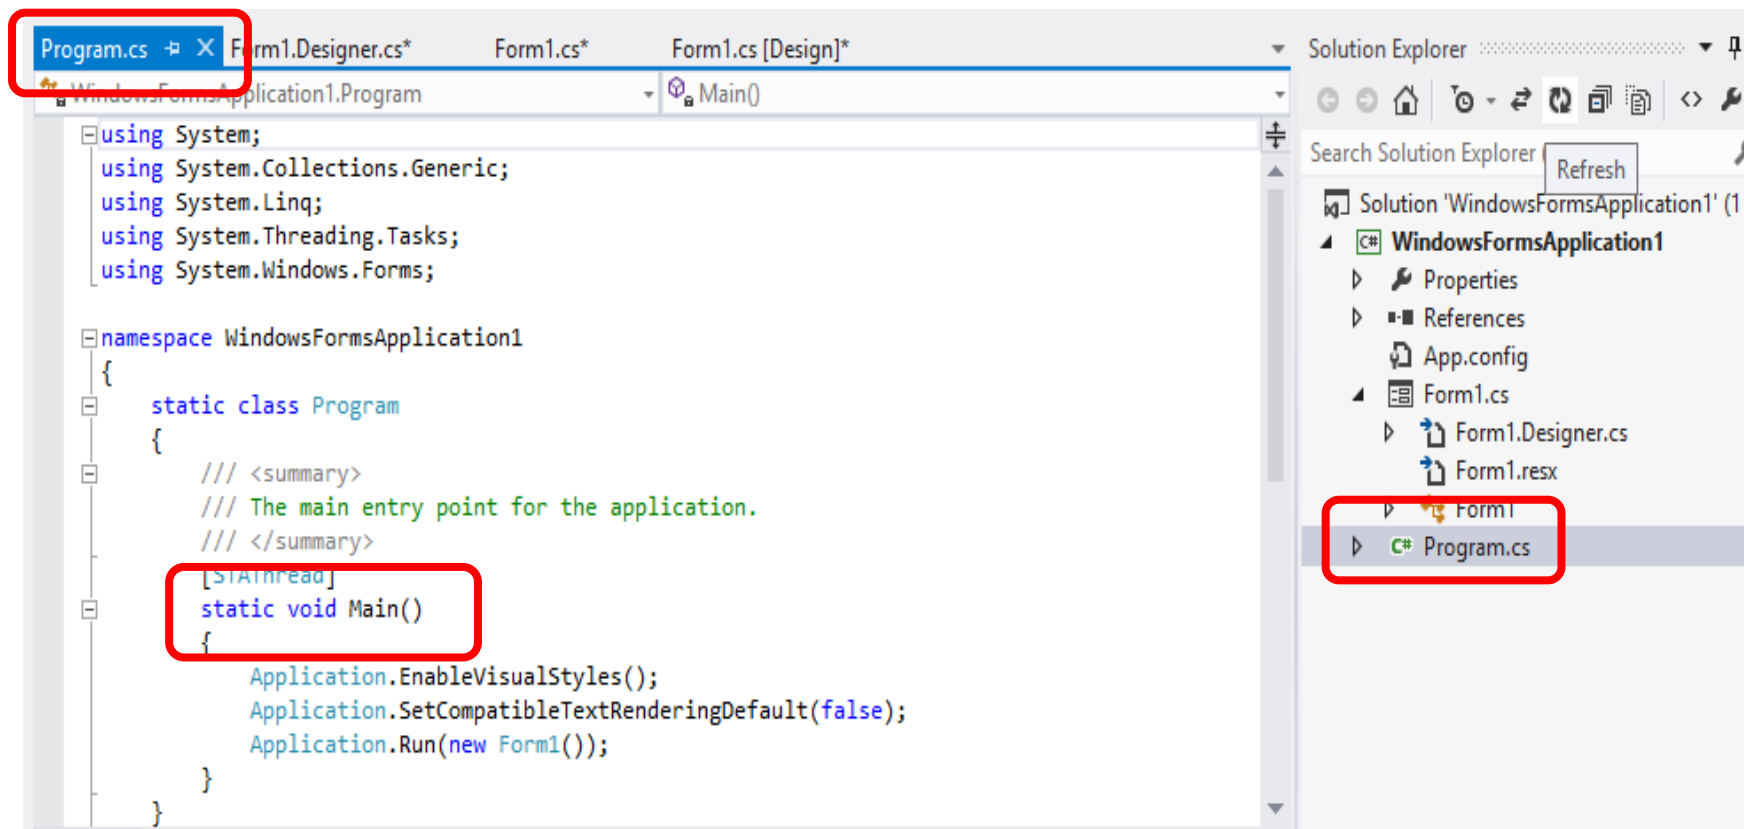 Program.cs Form1.Designer.cs* Form1.cs* Form1.cs [Design]*
WindowsFormsApplication1.Program Main()
using System;
using System.Collections.Generic;
using System.Linq;
using System.Threading.Tasks;
using System.Windows.Forms;
namespace WindowsFormsApplication1
{
static class Program
{
/// <summary>
/// The main entry point for the application.
/// </summary>
[STAThread]
static void Main()
{
Application.EnableVisualStyles();
Application.SetCompatibleTextRenderingDefault(false);
Application.Run(new Form1());
}
}
Solution Explorer
Search Solution Explorer (
Refresh
Solution 'WindowsFormsApplication1' (1
C# WindowsFormsApplication1
Properties
References
App.config
Form1.cs
Form1.Designer.cs
Form1.resx
Form1
C# Program.cs